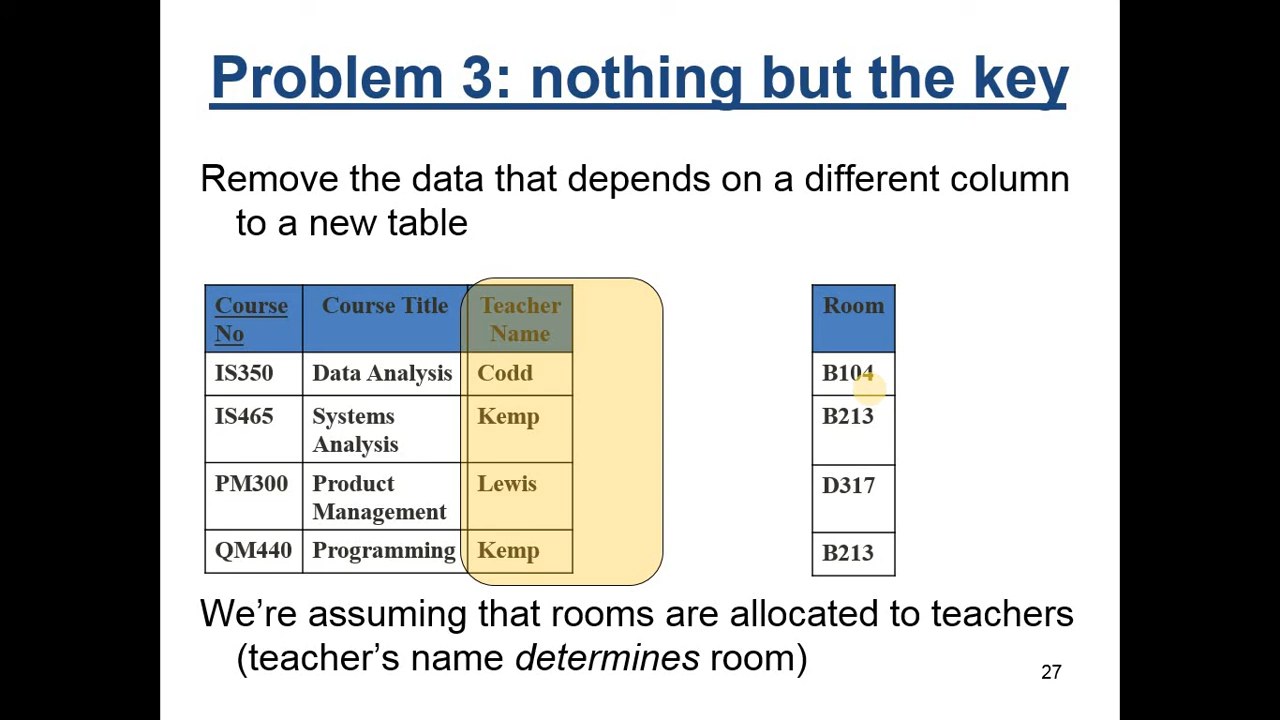 Problem 3: nothing but the key
Remove the data that depends on a different column
to a new table
Course No Course Title Teacher Name Room
IS350 Data Analysis Codd B104
IS465 Systems Analysis Kemp B213
PM300 Product Management Lewis D317
QM440 Programming Kemp B213
We're assuming that rooms are allocated to teachers
(teacher's name determines room)
27